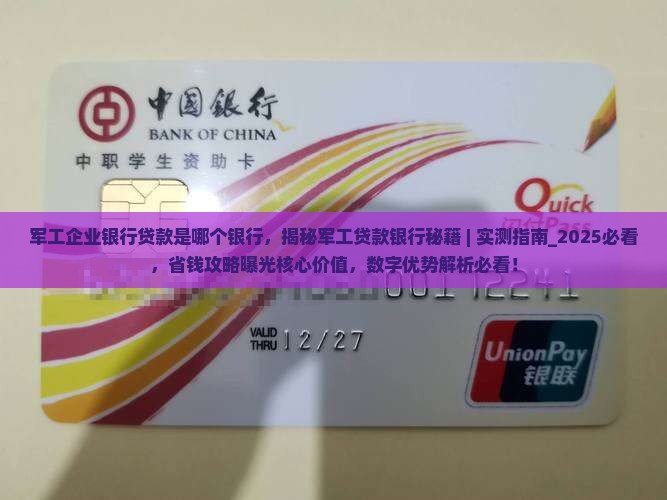 中國銀行
BANK OF CHINA
中职学生资助卡
Quick
Pass
军工企业银行贷款是哪个银行，揭秘军工贷款银行秘籍 | 实测指南_2025必看
，省钱攻略曝光核心价值，数字优势解析必看！
VALID
THRU 12/27
UnionPay
银联